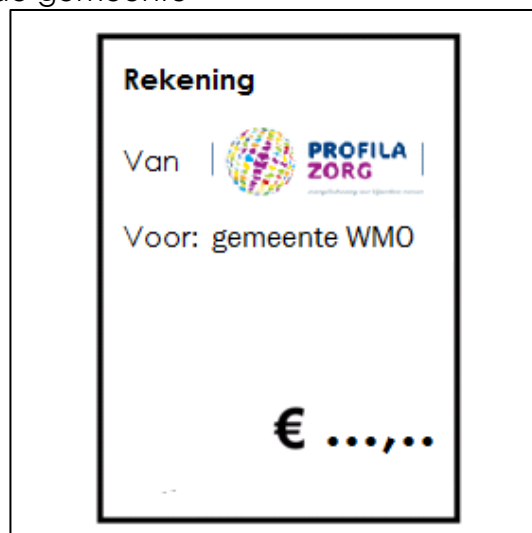 de gemeente
Rekening
Van PROFILA
ZORG
Voor: gemeente WMO
€ ...,..